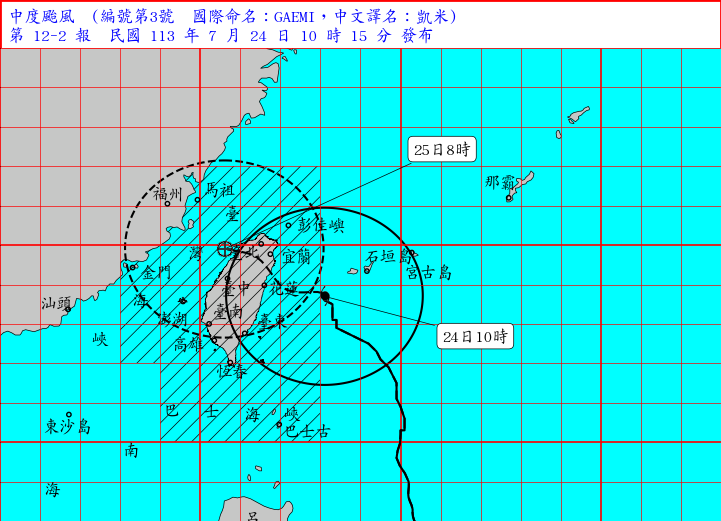 中度颱風　(編號第3號　國際命名：GAEMI，中文譯名：凱米)
第 12-2 報　民國 113 年 7 月 24 日 10 時 15 分 發布
25日8時
那霸
福州
馬祖
臺
彭佳嶼
灣
臺北
宜蘭
石垣島
宮古島
金門
臺中
花蓮
汕頭
海
澎湖
臺南
臺東
24日10時
峽
高雄
恆春
巴
士
海
峽
東沙島
巴士古
南
海
呂